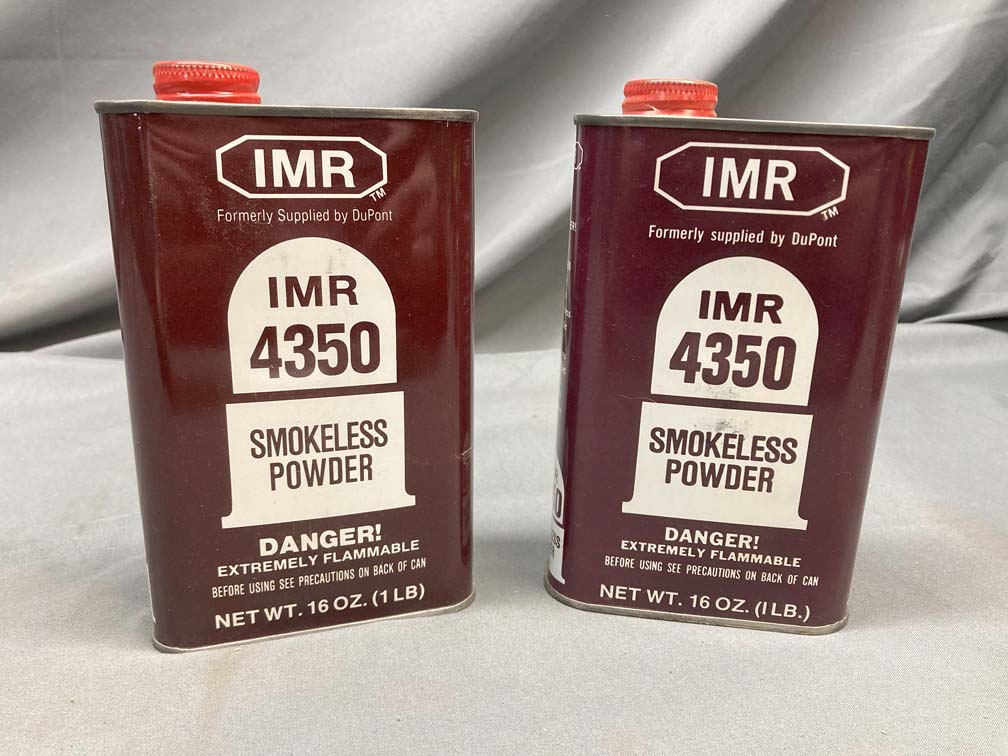 IMR
TM
Formerly Supplied by DuPont
IMR
4350
SMOKELESS
POWDER
DANGER!
EXTREMELY FLAMMABLE
BEFORE USING SEE PRECAUTIONS ON BACK OF CAN
NET WT. 16 OZ. (1 LB)
IMR
TM
Formerly supplied by DuPont
IMR
4350
SMOKELESS
POWDER
DANGER!
EXTREMELY FLAMMABLE
BEFORE USING SEE PRECAUTIONS ON BACK OF CAN
NET WT. 16 OZ. (1 LB.)